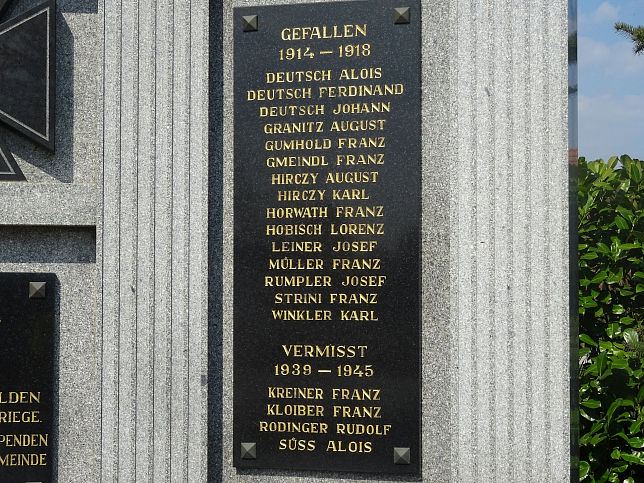 GEFALLEN
1914 – 1918
DEUTSCH ALOIS
DEUTSCH FERDINAND
DEUTSCH JOHANN
GRANITZ AUGUST
GUMHOLD FRANZ
GMEINDL FRANZ
HIRCZY AUGUST
HIRCZY KARL
HORWATH FRANZ
HOBISCH LORENZ
LEINER JOSEF
MÜLLER FRANZ
RUMPLER JOSEF
STRINI FRANZ
WINKLER KARL
VERMISST
1939 – 1945
KREINER FRANZ
KLOIBER FRANZ
RODINGER RUDOLF
SÜSS ALOIS
LDEN
RIEGE.
PENDEN
MEINDE